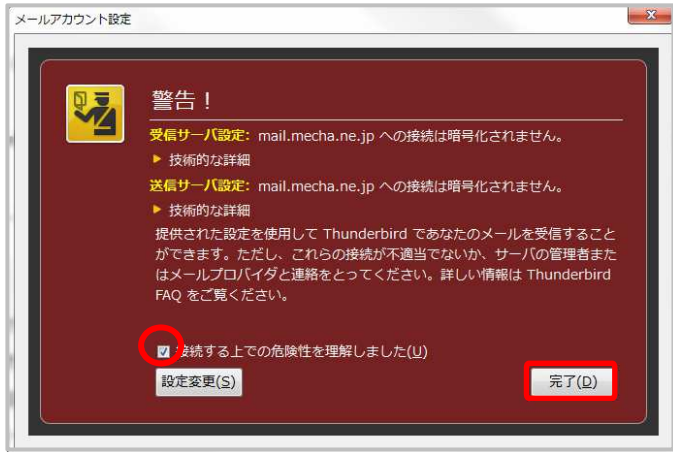 メールアカウント設定
警告！
受信サーバ設定: mail.mecha.ne.jp への接続は暗号化されません。
技術的な詳細
送信サーバ設定: mail.mecha.ne.jp への接続は暗号化されません。
技術的な詳細
提供された設定を使用して Thunderbird であなたのメールを受信すること
ができます。ただし、これらの接続が不適当でないか、サーバの管理者また
はメールプロバイダと連絡をとってください。詳しい情報は Thunderbird
FAQ をご覧ください。
接続する上での危険性を理解しました(U)
設定変更(S)
完了(D)